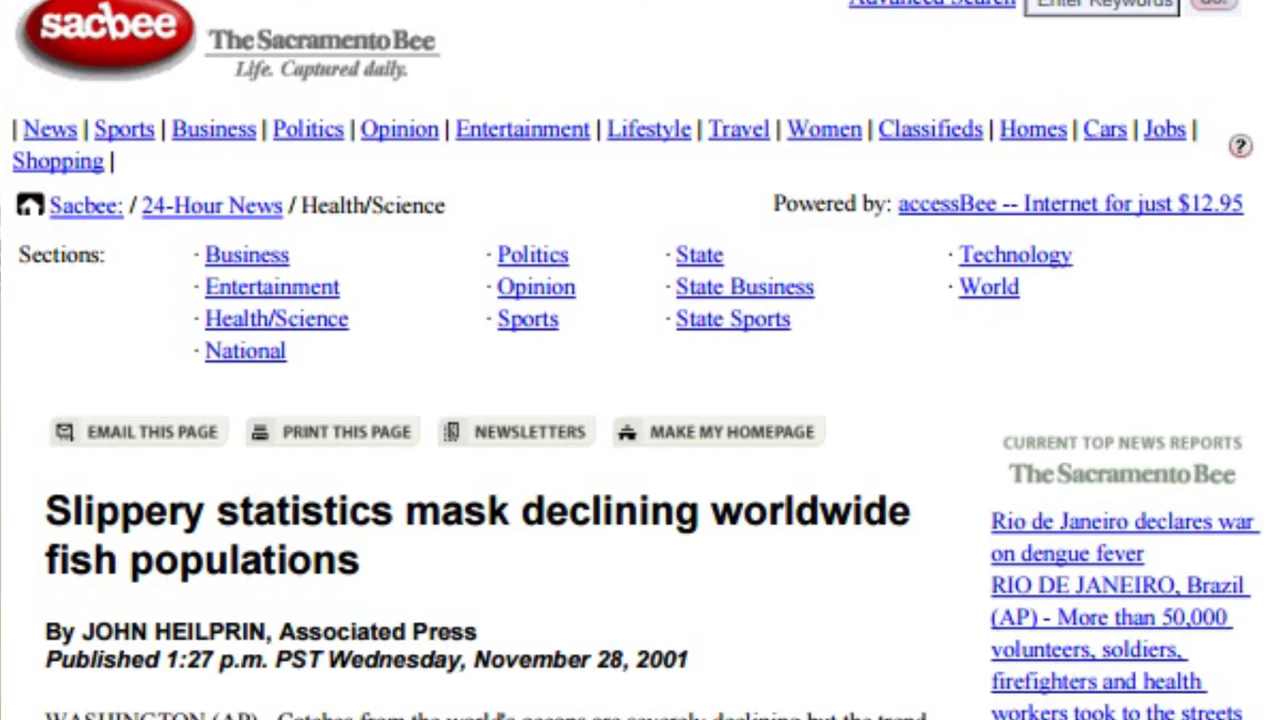 Advanced Search Enter Keywords Go!
sacbee
The Sacramento Bee
Life. Captured daily.
| News | Sports | Business | Politics | Opinion | Entertainment | Lifestyle | Travel | Women | Classifieds | Homes | Cars | Jobs |
Shopping |
?
Sacbee: / 24-Hour News / Health/Science
Powered by: accessBee -- Internet for just $12.95
Sections: · Business · Politics · State · Technology
· Entertainment · Opinion · State Business · World
· Health/Science · Sports · State Sports
· National
EMAIL THIS PAGE PRINT THIS PAGE NEWSLETTERS MAKE MY HOMEPAGE
Slippery statistics mask declining worldwide
fish populations
By JOHN HEILPRIN, Associated Press
Published 1:27 p.m. PST Wednesday, November 28, 2001
WASHINGTON (AP) - Catches from the world's oceans are severely declining but the trend
CURRENT TOP NEWS REPORTS
The Sacramento Bee
Rio de Janeiro declares war
on dengue fever
RIO DE JANEIRO, Brazil
(AP) - More than 50,000
volunteers, soldiers,
firefighters and health
workers took to the streets